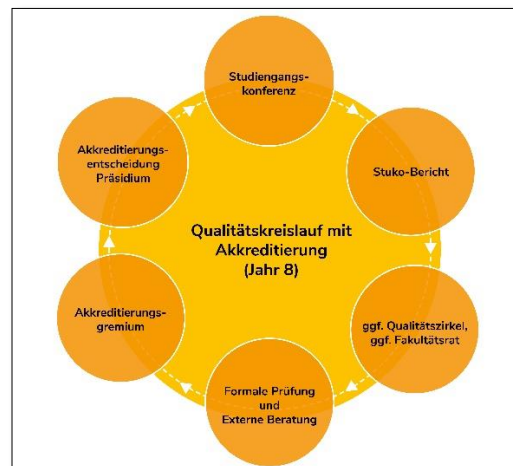 Studiengangs-
konferenz
Stuko-Bericht
ggf. Qualitätszirkel,
ggf. Fakultätsrat
Formale Prüfung
und
Externe Beratung
Akkreditierungs-
gremium
Akkreditierungs-
entscheidung
Präsidium
Qualitätskreislauf mit
Akkreditierung
(Jahr 8)